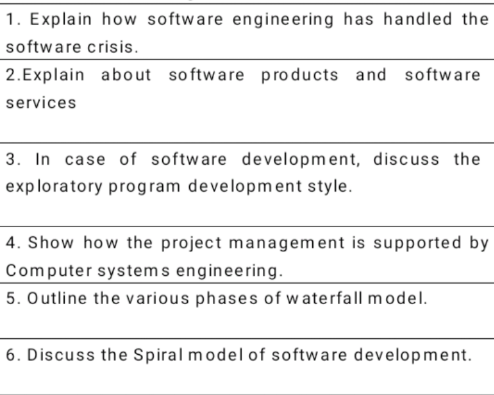 1. Explain how software engineering has handled the
software crisis.
2.Explain about software products and software
services
3. In case of software development, discuss the
exploratory program development style.
4. Show how the project management is supported by
Computer systems engineering.
5. Outline the various phases of waterfall model.
6. Discuss the Spiral model of software development.